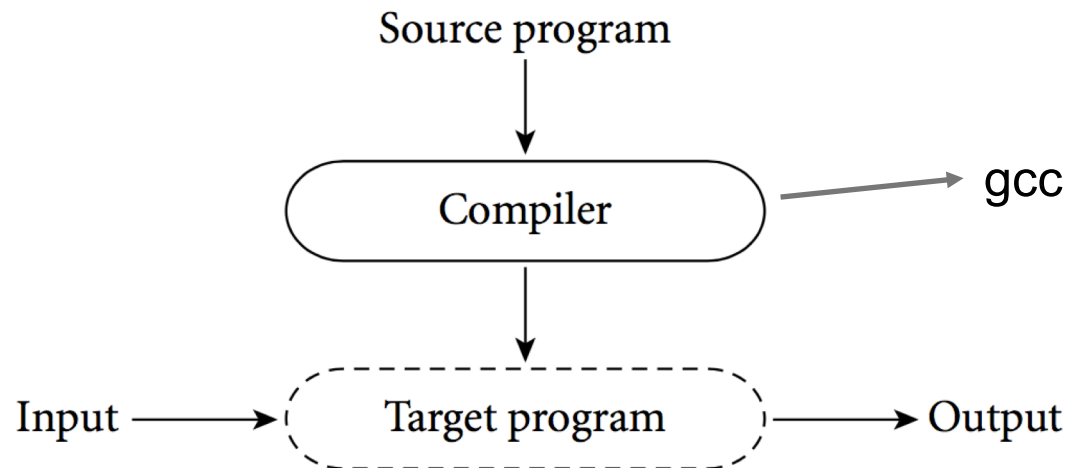 Source program
Compiler
gcc
Input
Target program
Output